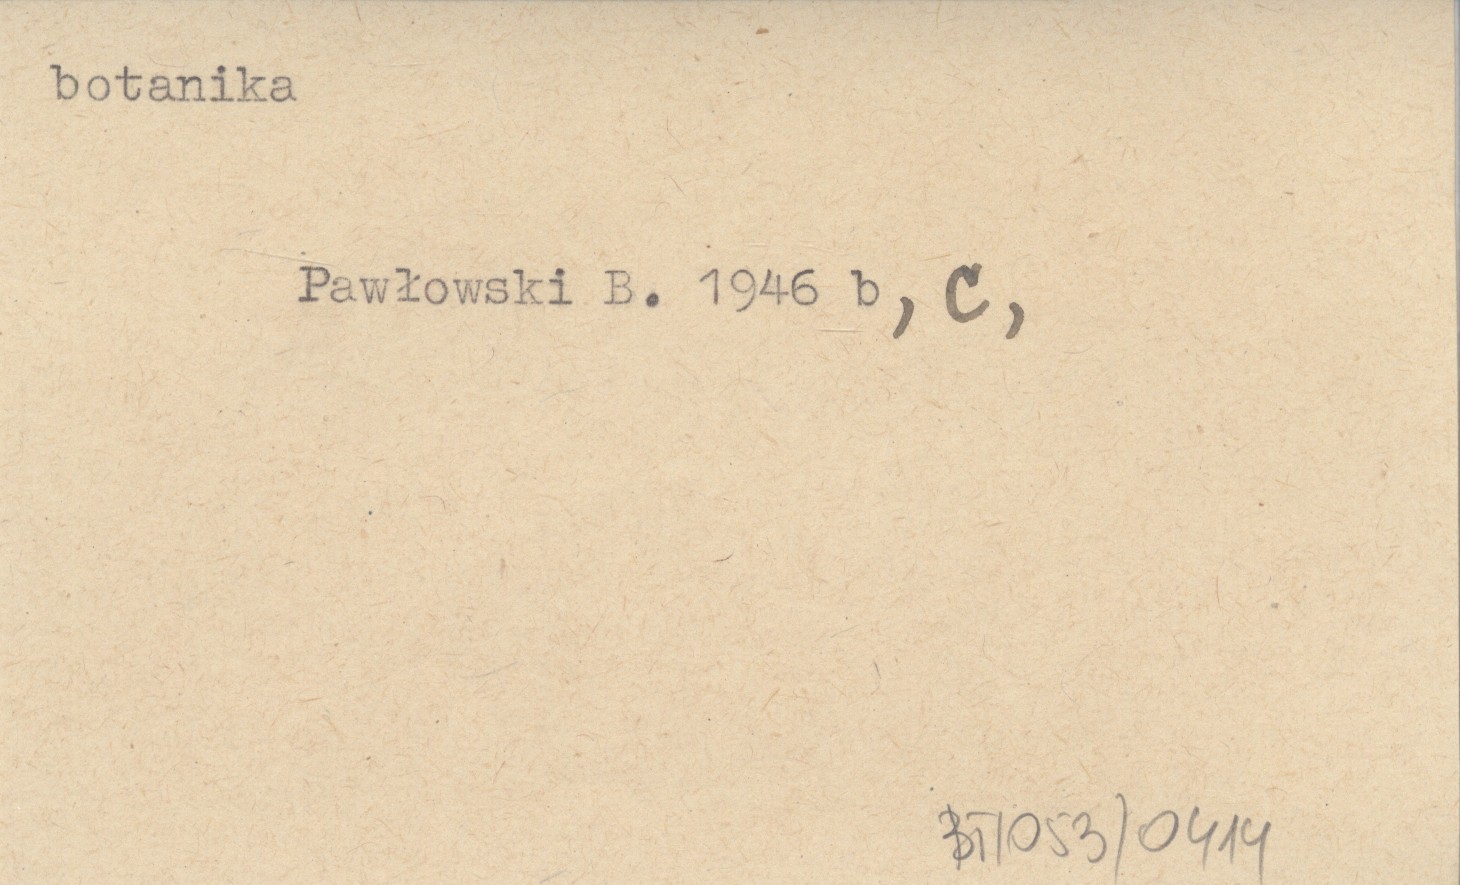 botanika
Pawłowski B. 1946 b, c,
BT/053/0414